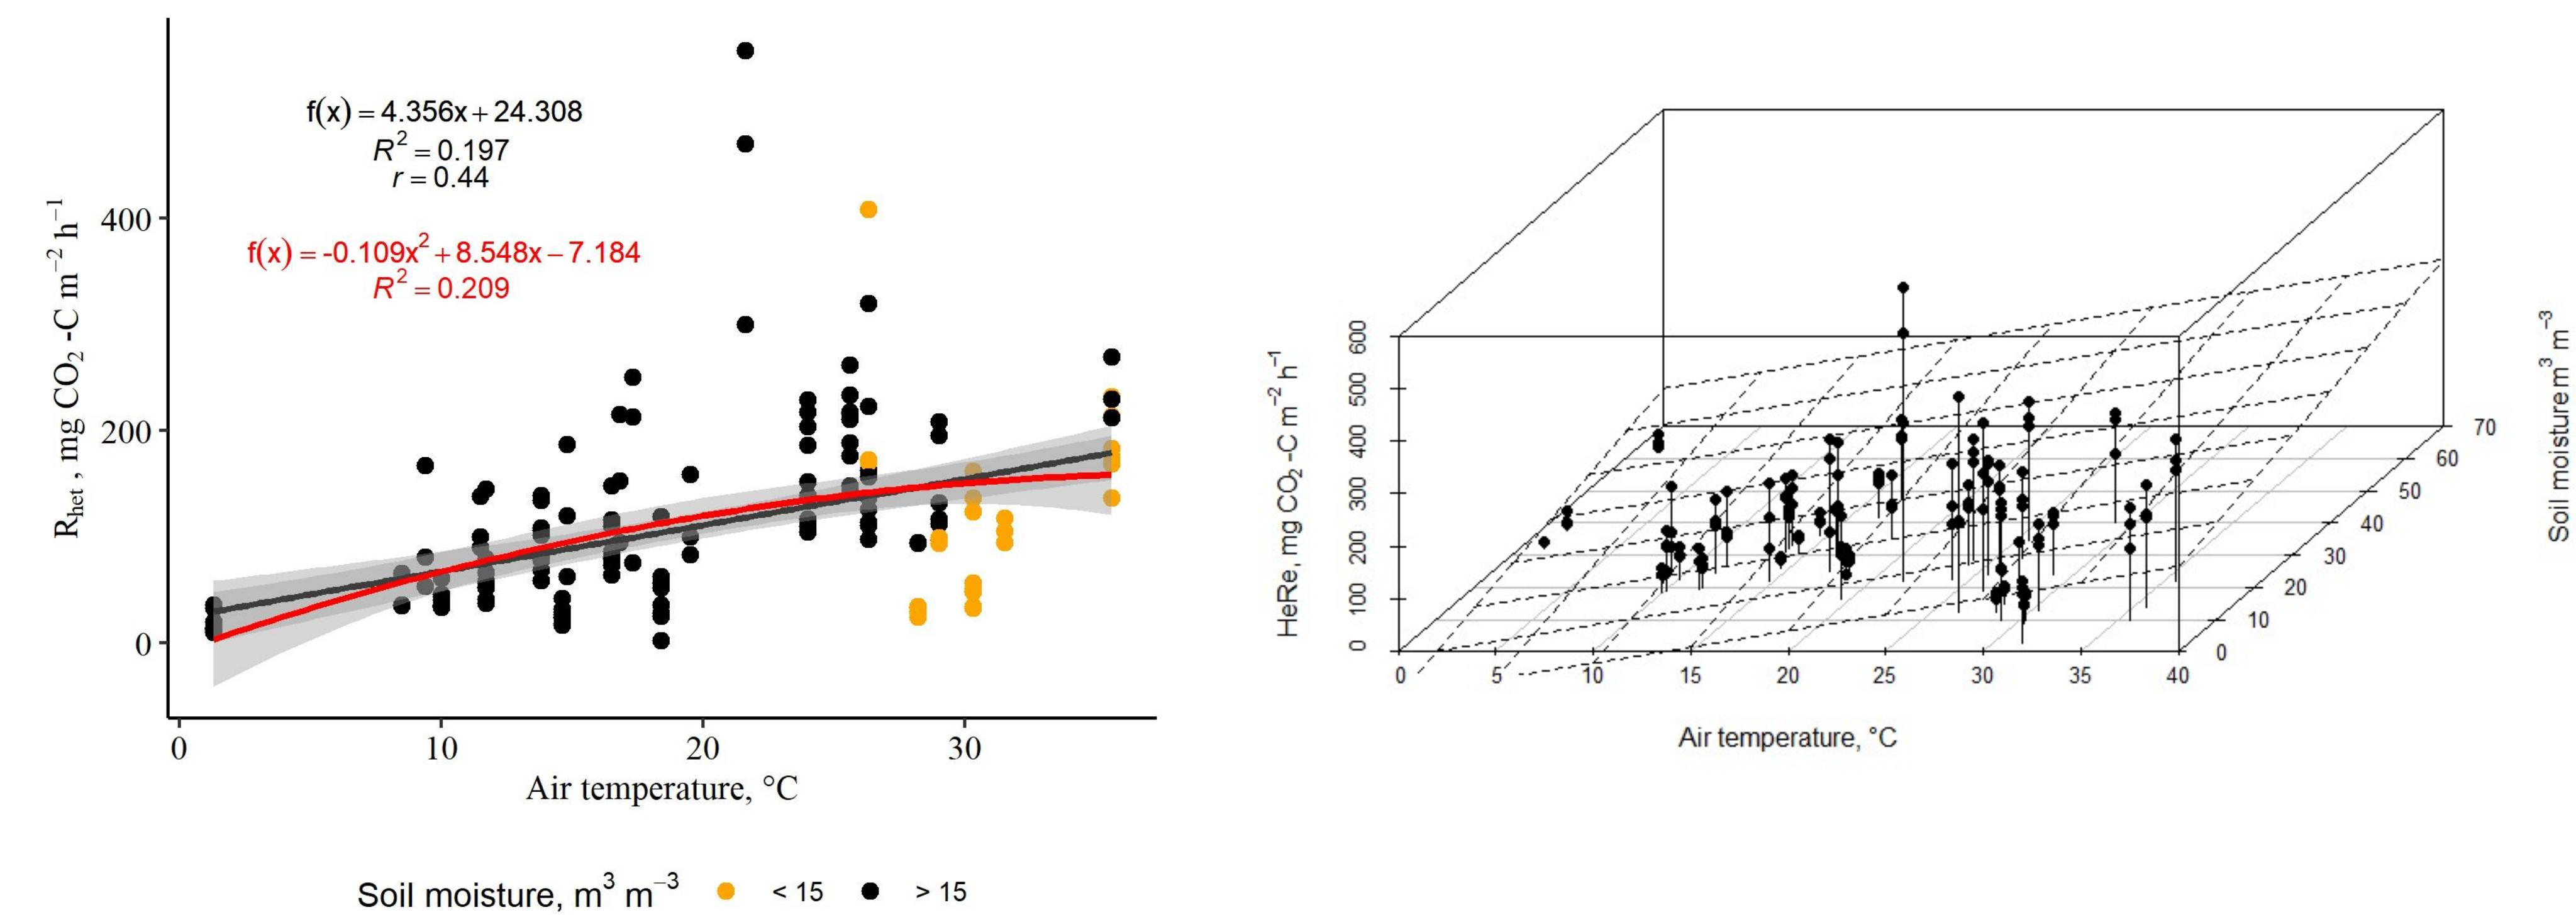 f(x) = 4.356x + 24.308
R² = 0.197
r = 0.44
f(x) = -0.109x² + 8.548x − 7.184
R² = 0.209
Rhet , mg CO₂ -C m⁻² h⁻¹
400
200
0
0 10 20 30
Air temperature, °C
Soil moisture, m³ m⁻³ < 15 > 15
HeRe, mg CO₂ -C m⁻² h⁻¹
600
500
400
300
200
100
0
0 5 10 15 20 25 30 35 40
Air temperature, °C
70
60
50
40
30
20
10
0
Soil moisture m³ m⁻³